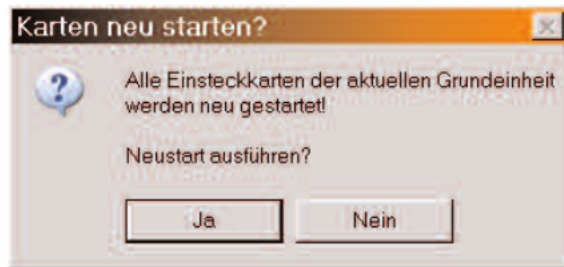 Karten neu starten?
Alle Einsteckkarten der aktuellen Grundeinheit
werden neu gestartet!
Neustart ausführen?
Ja
Nein